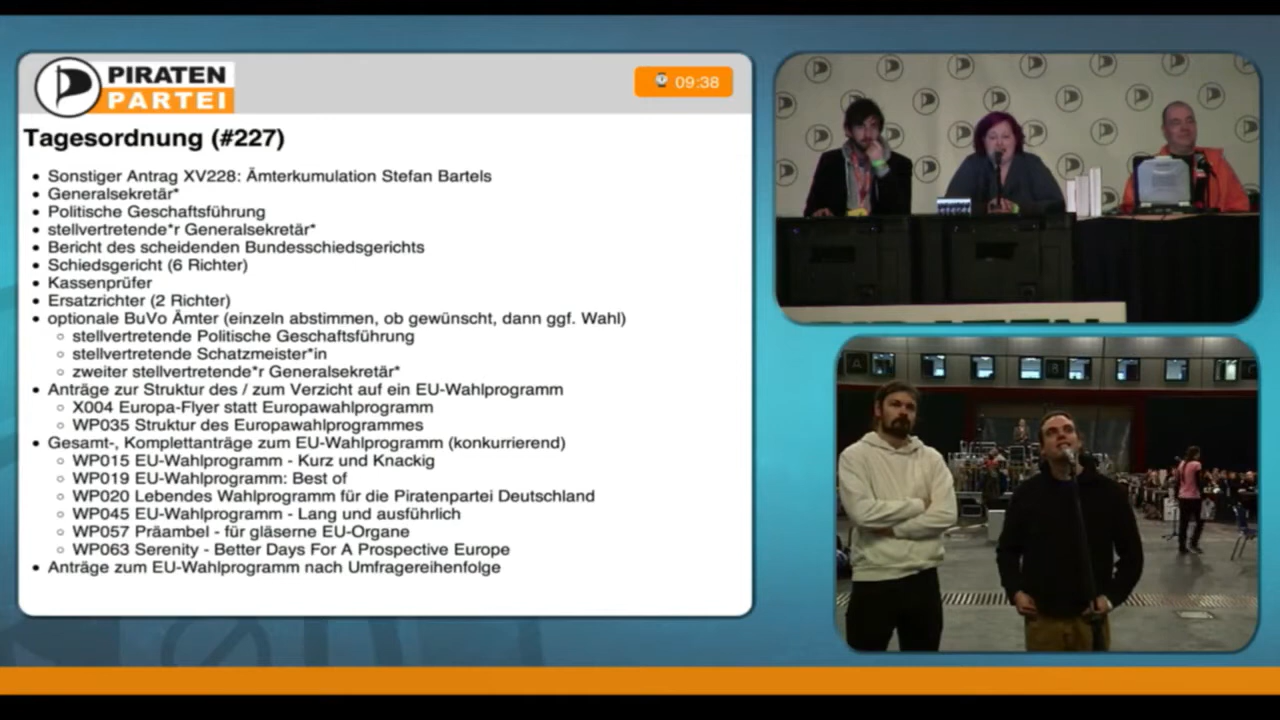 PIRATEN
PARTEI
09:38
Tagesordnung (#227)
• Sonstiger Antrag XV228: Ämterkumulation Stefan Bartels
• Generalsekretär*
• Politische Geschaftsführung
• stellvertretende*r Generalsekretär*
• Bericht des scheidenden Bundesschiedsgerichts
• Schiedsgericht (6 Richter)
• Kassenprüfer
• Ersatzrichter (2 Richter)
• optionale BuVo Ämter (einzeln abstimmen, ob gewünscht, dann ggf. Wahl)
○ stellvertretende Politische Geschaftsführung
○ stellvertretende Schatzmeister*in
○ zweiter stellvertretende*r Generalsekretär*
• Anträge zur Struktur des / zum Verzicht auf ein EU-Wahlprogramm
○ X004 Europa-Flyer statt Europawahlprogramm
○ WP035 Struktur des Europawahlprogrammes
• Gesamt-, Komplettanträge zum EU-Wahlprogramm (konkurrierend)
○ WP015 EU-Wahlprogramm - Kurz und Knackig
○ WP019 EU-Wahlprogramm: Best of
○ WP020 Lebendes Wahlprogramm für die Piratenpartei Deutschland
○ WP045 EU-Wahlprogramm - Lang und ausführlich
○ WP057 Präambel - für gläserne EU-Organe
○ WP063 Serenity - Better Days For A Prospective Europe
• Anträge zum EU-Wahlprogramm nach Umfragereihenfolge
A
B